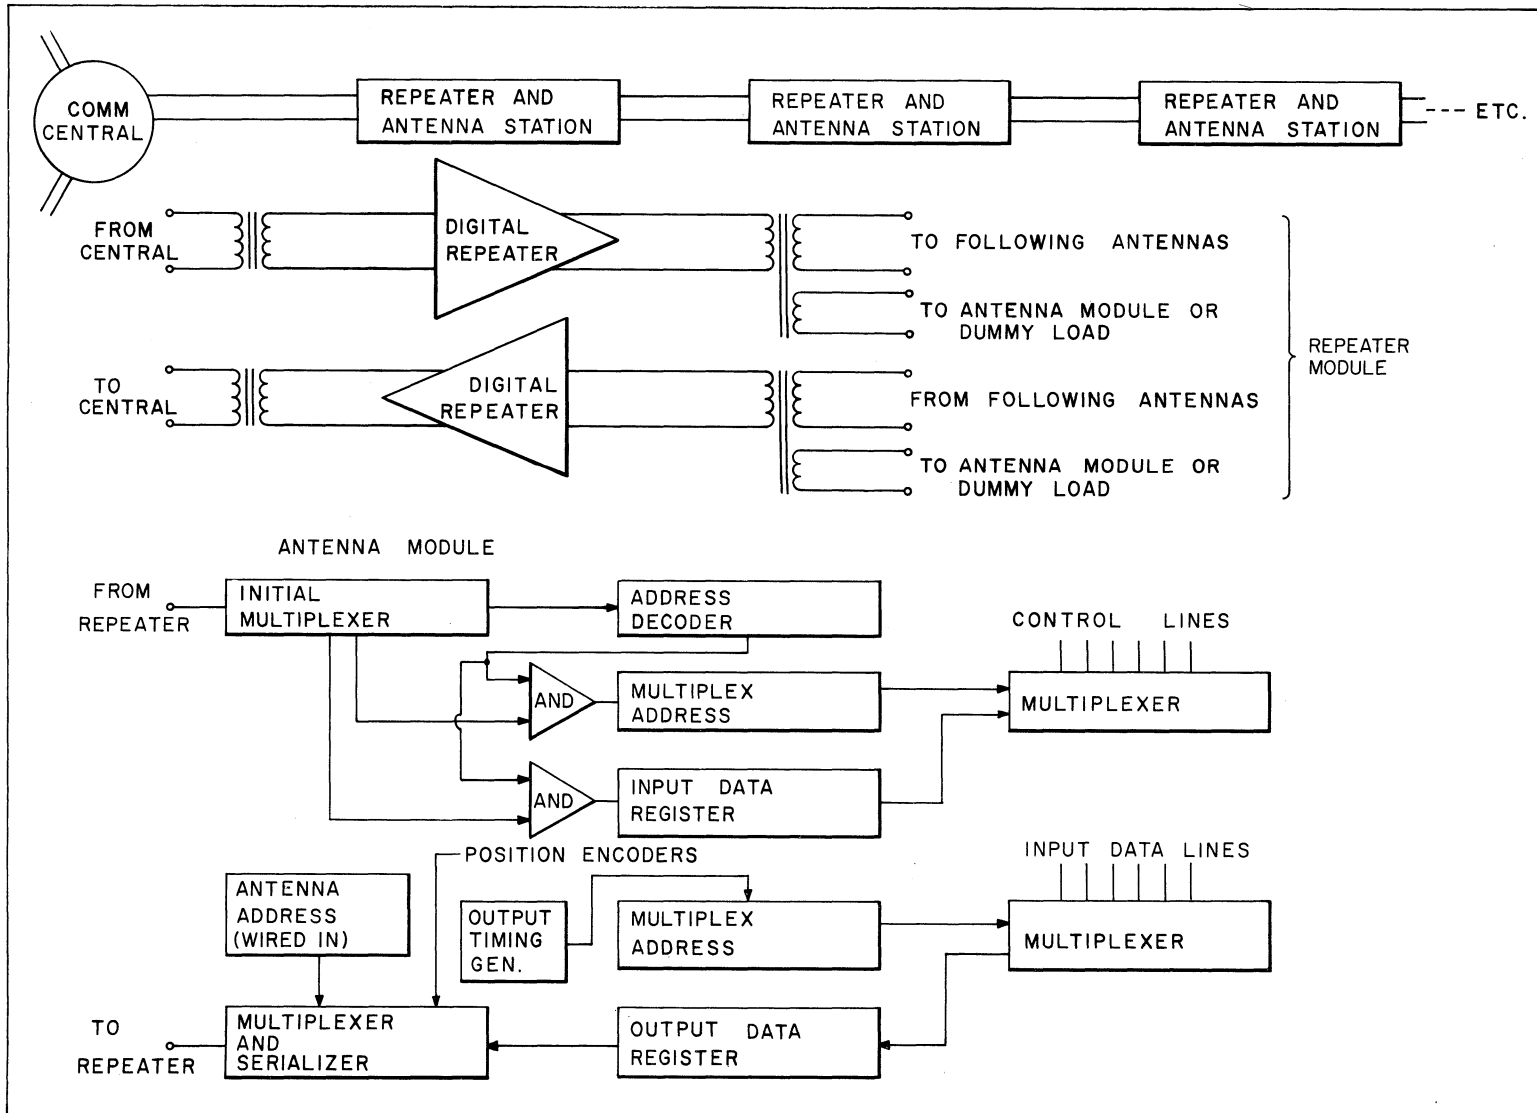 COMM
CENTRAL
REPEATER AND
ANTENNA STATION
REPEATER AND
ANTENNA STATION
REPEATER AND
ANTENNA STATION
--- ETC.
FROM
CENTRAL
DIGITAL
REPEATER
TO FOLLOWING ANTENNAS
TO ANTENNA MODULE OR
DUMMY LOAD
TO
CENTRAL
DIGITAL
REPEATER
FROM FOLLOWING ANTENNAS
TO ANTENNA MODULE OR
DUMMY LOAD
REPEATER
MODULE
ANTENNA MODULE
FROM
REPEATER
INITIAL
MULTIPLEXER
ADDRESS
DECODER
AND
MULTIPLEX
ADDRESS
CONTROL LINES
MULTIPLEXER
AND
INPUT DATA
REGISTER
POSITION ENCODERS
ANTENNA
ADDRESS
(WIRED IN)
OUTPUT
TIMING
GEN.
MULTIPLEX
ADDRESS
INPUT DATA LINES
MULTIPLEXER
TO
REPEATER
MULTIPLEXER
AND
SERIALIZER
OUTPUT DATA
REGISTER